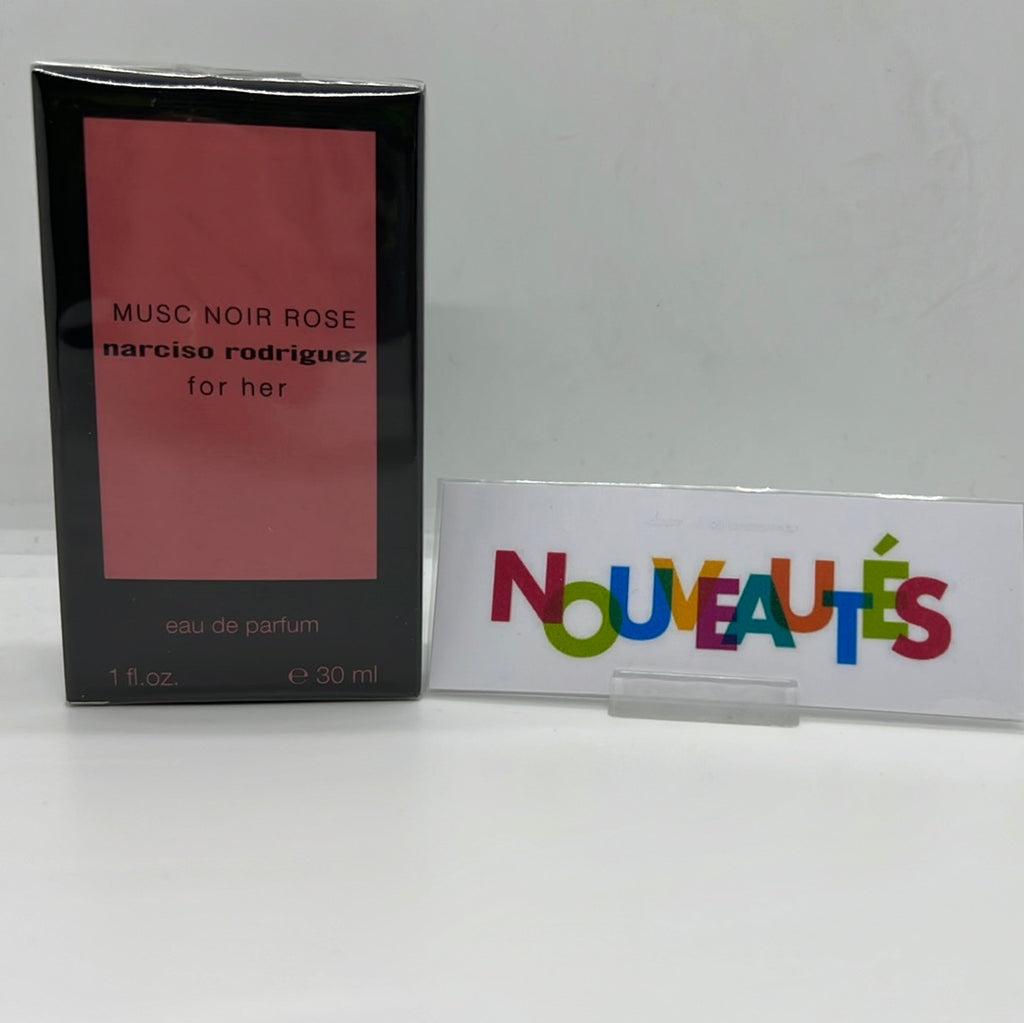 MUSC NOIR ROSE
narciso rodriguez
for her
eau de parfum
1 fl.oz. ℮ 30 ml
NOUVEAUTÉS